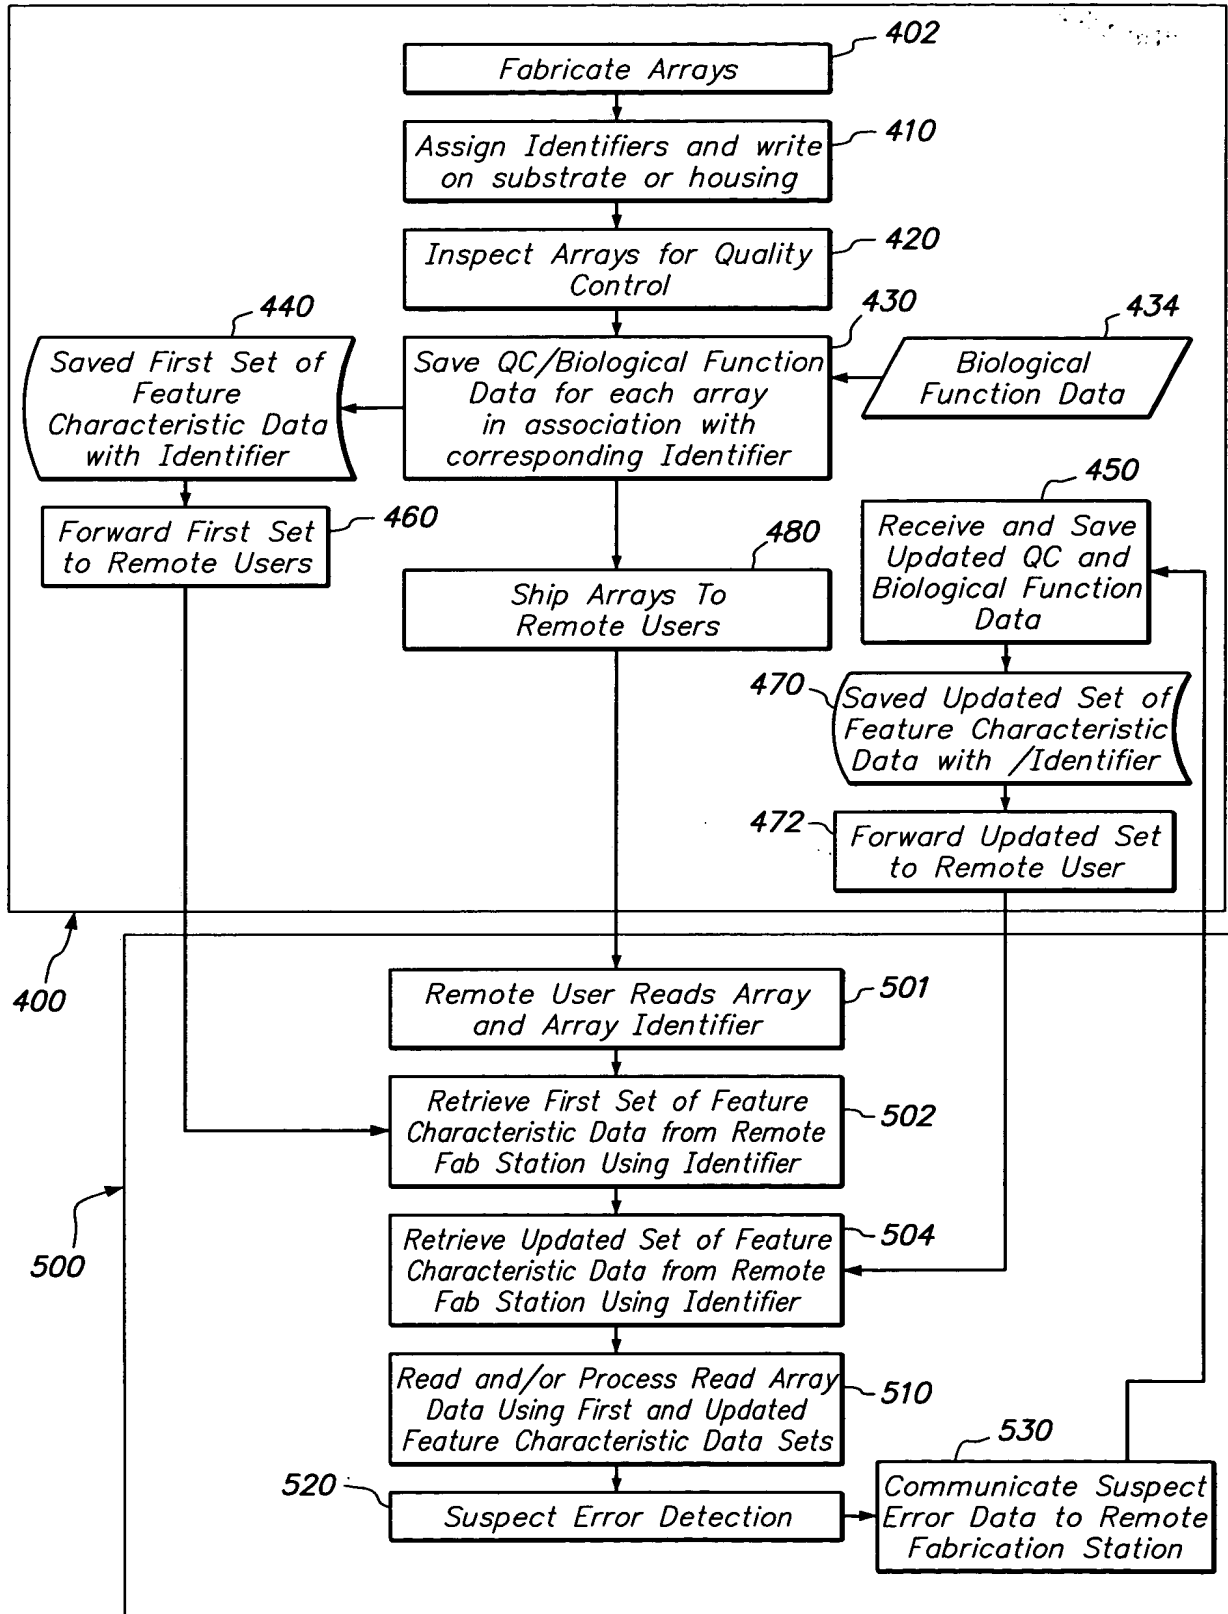 402
Fabricate Arrays
410
Assign Identifiers and write
on substrate or housing
420
Inspect Arrays for Quality
Control
430
Save QC/Biological Function
Data for each array
in association with
corresponding Identifier
434
Biological
Function Data
440
Saved First Set of
Feature
Characteristic Data
with Identifier
460
Forward First Set
to Remote Users
480
Ship Arrays To
Remote Users
450
Receive and Save
Updated QC and
Biological Function
Data
470
Saved Updated Set of
Feature Characteristic
Data with /Identifier
472
Forward Updated Set
to Remote User
400
501
Remote User Reads Array
and Array Identifier
502
Retrieve First Set of Feature
Characteristic Data from Remote
Fab Station Using Identifier
504
Retrieve Updated Set of Feature
Characteristic Data from Remote
Fab Station Using Identifier
500
510
Read and/or Process Read Array
Data Using First and Updated
Feature Characteristic Data Sets
520
Suspect Error Detection
530
Communicate Suspect
Error Data to Remote
Fabrication Station